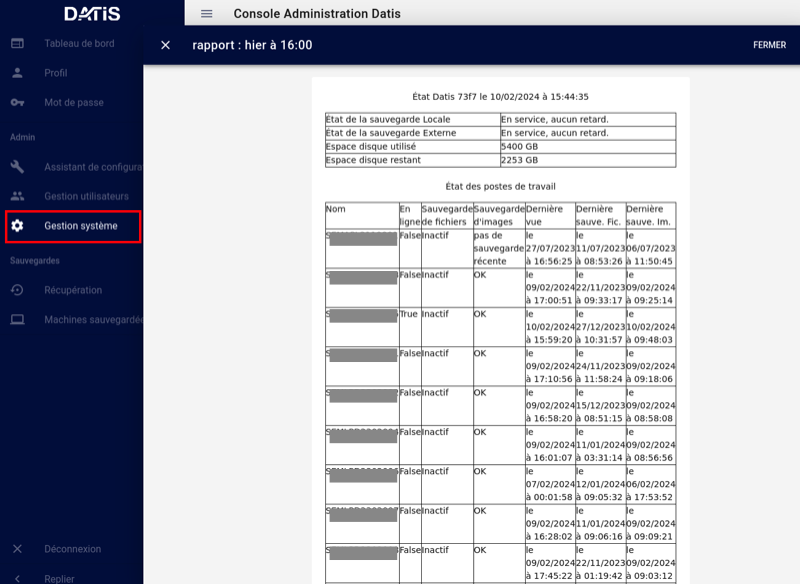 DATIS
Console Administration Datis
Tableau de bord
Profil
Mot de passe
Admin
Assistant de configura
Gestion utilisateurs
Gestion système
Sauvegardes
Récupération
Machines sauvegardée
Déconnexion
Replier
rapport : hier à 16:00
FERMER
État Datis 73f7 le 10/02/2024 à 15:44:35
État de la sauvegarde Locale En service, aucun retard.
État de la sauvegarde Externe En service, aucun retard.
Espace disque utilisé 5400 GB
Espace disque restant 2253 GB
État des postes de travail
Nom En Sauvegarde Sauvegarde Dernière Dernière Dernière
ligne de fichiers d'images vue sauve. Fic. sauve. Im.
False Inactif pas de le le le
sauvegarde 27/07/2023 11/07/2023 06/07/2023
récente à 16:56:25 à 08:53:26 à 11:50:45
False Inactif OK le le le
09/02/2024 22/11/2023 09/02/2024
à 17:00:51 à 09:33:17 à 09:25:14
True Inactif OK le le le
10/02/2024 27/12/2023 10/02/2024
à 15:59:20 à 10:31:57 à 09:48:03
False Inactif OK le le le
09/02/2024 24/11/2023 09/02/2024
à 17:10:56 à 11:58:24 à 09:18:06
False Inactif OK le le le
09/02/2024 15/12/2023 09/02/2024
à 16:58:20 à 08:51:15 à 08:58:08
False Inactif OK le le le
09/02/2024 11/01/2024 09/02/2024
à 16:01:07 à 03:31:14 à 08:56:56
False Inactif OK le le le
07/02/2024 12/01/2024 06/02/2024
à 00:01:58 à 09:05:32 à 17:53:52
False Inactif OK le le le
09/02/2024 11/01/2024 09/02/2024
à 16:28:02 à 09:06:16 à 09:09:21
False Inactif OK le le le
09/02/2024 22/11/2023 09/02/2024
à 17:45:22 à 01:19:42 à 09:03:12